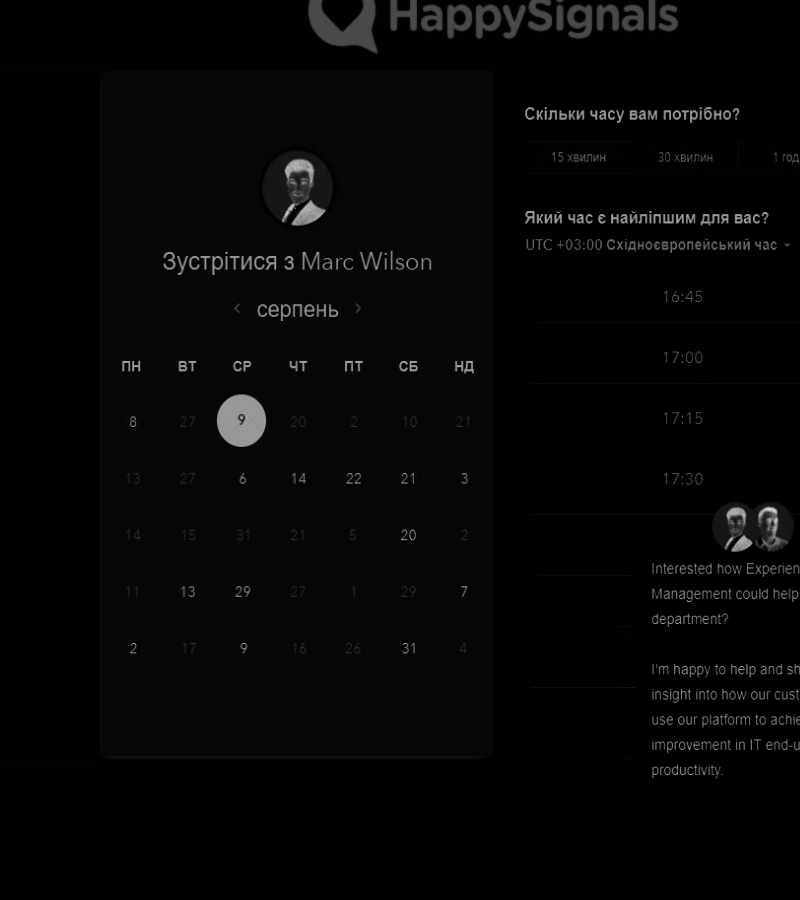 HappySignals
Зустрітися з Marc Wilson
серпень
ПН ВТ СР ЧТ ПТ СБ НД
8 27 9 20 2 10 21
13 27 6 14 22 21 3
14 15 31 21 5 20 2
11 13 29 27 1 29 7
2 17 9 16 26 31 4
Скільки часу вам потрібно?
15 хвилин 30 хвилин 1 год
Який час є найліпшим для вас?
UTC +03:00 Східноєвропейський час
16:45
17:00
17:15
17:30
Interested how Experien
Management could help
department?
I'm happy to help and sh
insight into how our cust
use our platform to achie
improvement in IT end-u
productivity.